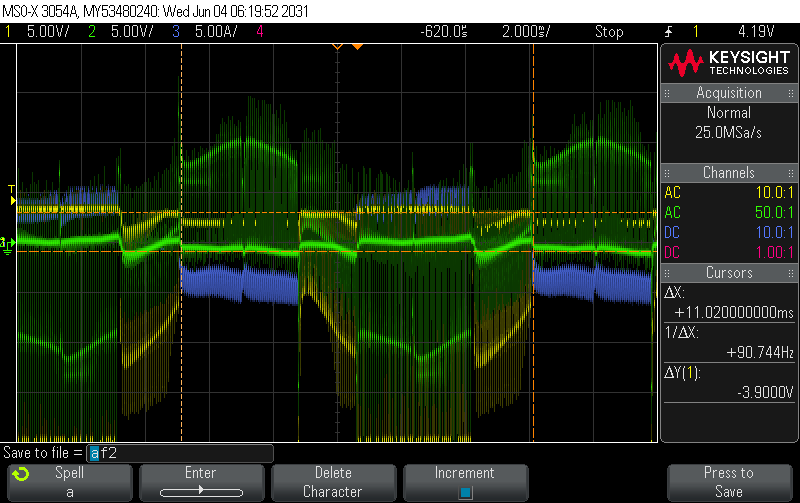 MSO-X 3054A, MY53480240: Wed Jun 04 06:19:52 2031
1 5.00V/ 2 5.00V/ 3 5.00A/ 4 -620.0µs 2.000ms/ Stop 1 4.19V
KEYSIGHT
TECHNOLOGIES
Acquisition
Normal
25.0MSa/s
Channels
AC 10.0:1
AC 50.0:1
DC 10.0:1
DC 1.00:1
Cursors
ΔX:
+11.020000000ms
1/ΔX:
+90.744Hz
ΔY(1):
-3.9000V
T
Save to file = af2
Spell
a
Enter
Delete
Character
Increment
Press to
Save